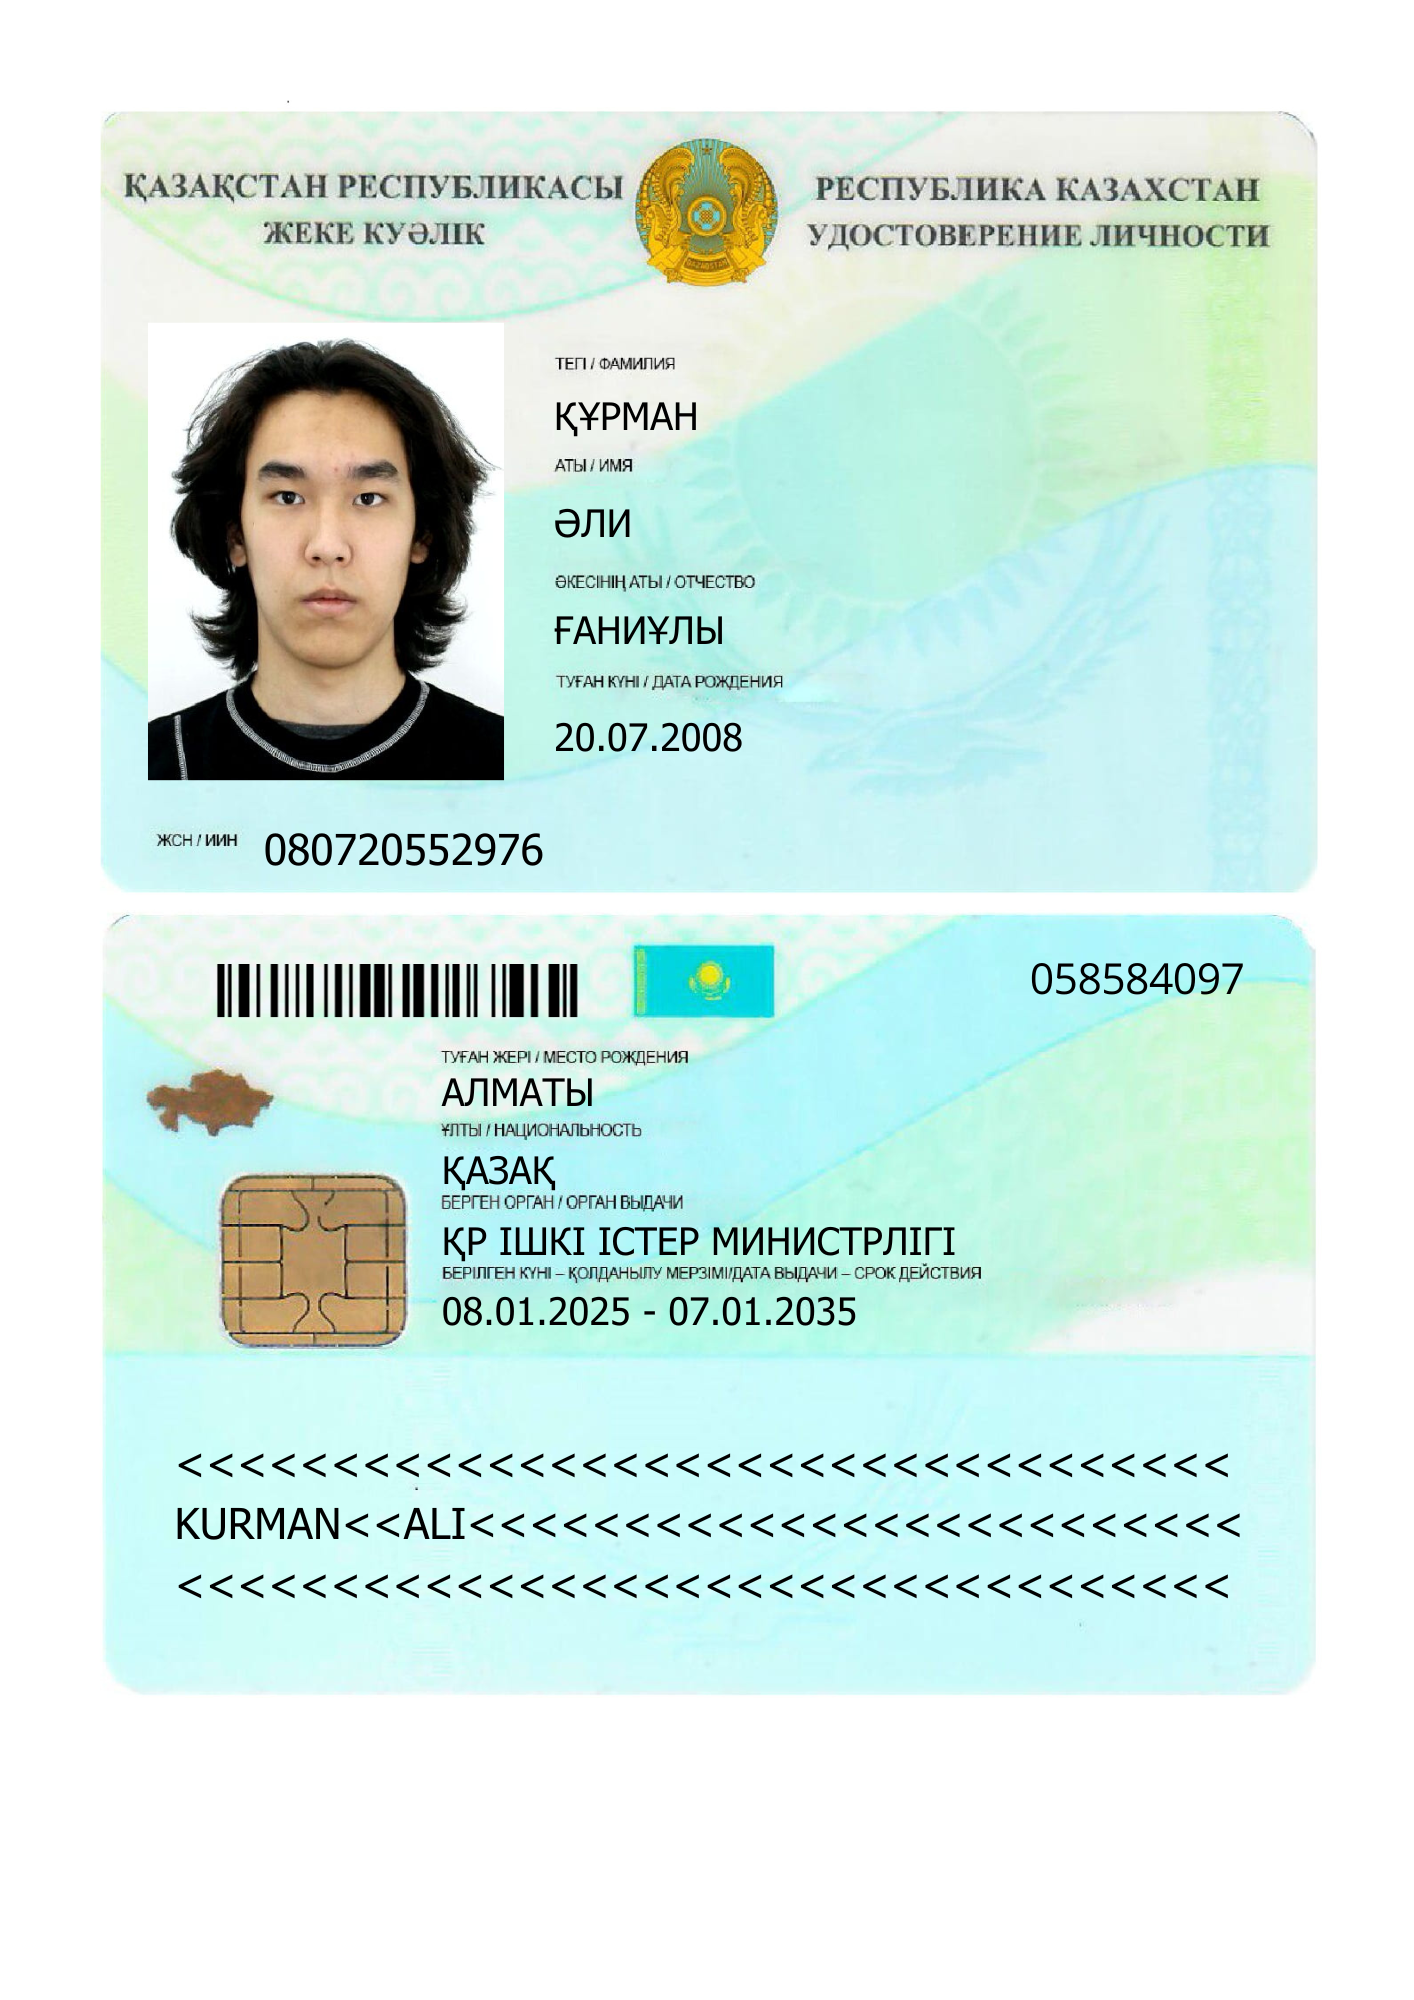 ҚАЗАҚСТАН РЕСПУБЛИКАСЫ
ЖЕКЕ КУӘЛІК
РЕСПУБЛИКА КАЗАХСТАН
УДОСТОВЕРЕНИЕ ЛИЧНОСТИ
ТЕГІ / ФАМИЛИЯ
ҚҰРМАН
АТЫ / ИМЯ
ӘЛИ
ӘКЕСІНІҢ АТЫ / ОТЧЕСТВО
ҒАНИҰЛЫ
ТУҒАН КҮНІ / ДАТА РОЖДЕНИЯ
20.07.2008
ЖСН / ИИН 080720552976
058584097
ТУҒАН ЖЕРІ / МЕСТО РОЖДЕНИЯ
АЛМАТЫ
ҰЛТЫ / НАЦИОНАЛЬНОСТЬ
ҚАЗАҚ
БЕРГЕН ОРГАН / ОРГАН ВЫДАЧИ
ҚР ІШКІ ІСТЕР МИНИСТРЛІГІ
БЕРІЛГЕН КҮНІ – ҚОЛДАНЫЛУ МЕРЗІМІ/ДАТА ВЫДАЧИ – СРОК ДЕЙСТВИЯ
08.01.2025 - 07.01.2035
<<<<<<<<<<<<<<<<<<<<<<<<<<<<<<<<<<
KURMAN<<ALI<<<<<<<<<<<<<<<<<<<<<<<<<
<<<<<<<<<<<<<<<<<<<<<<<<<<<<<<<<<<